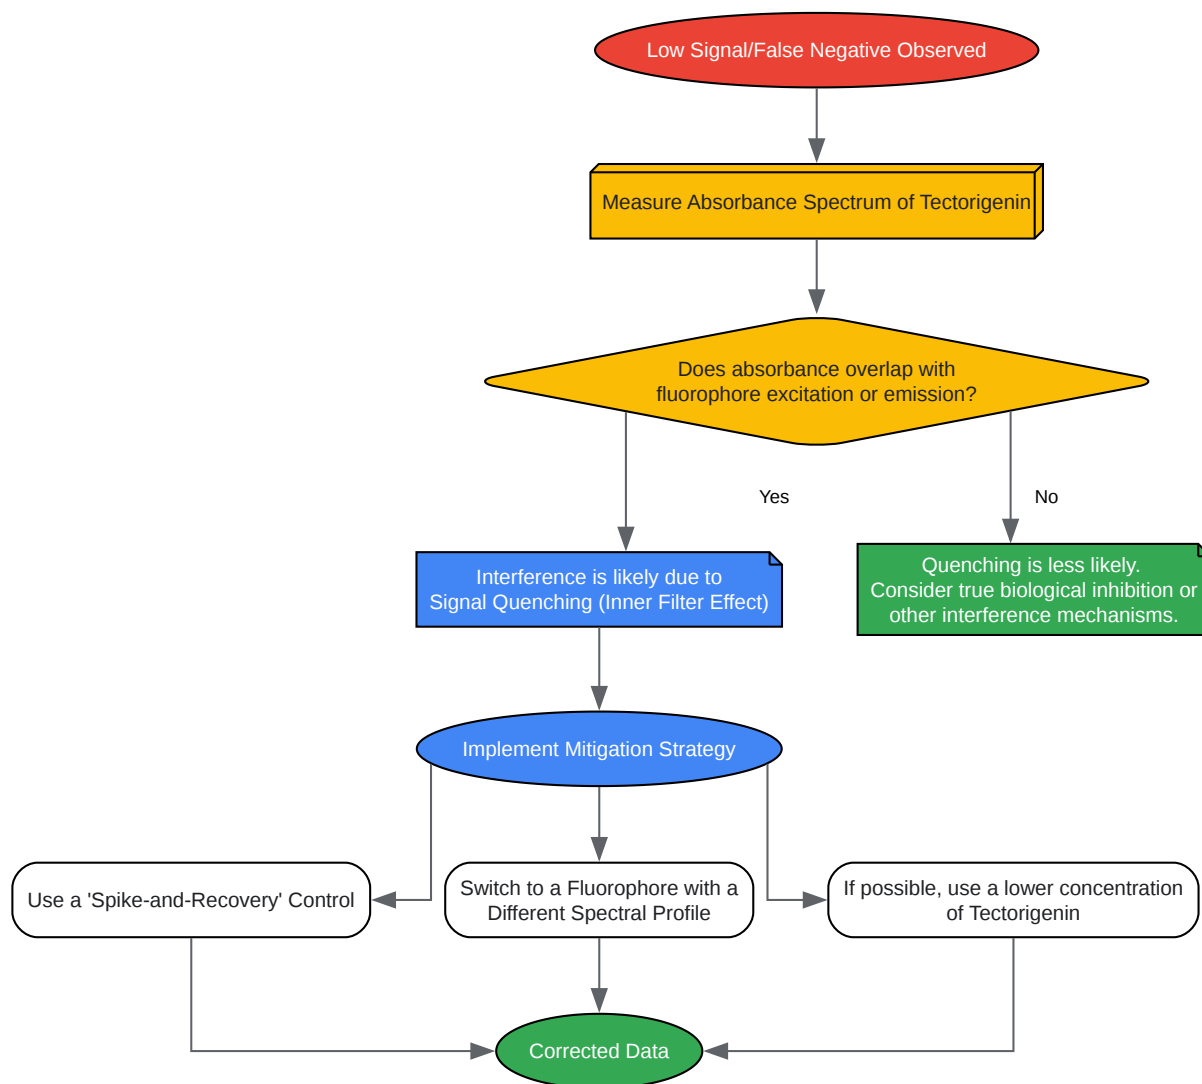 Low Signal/False Negative Observed
Measure Absorbance Spectrum of Tectorigenin
Does absorbance overlap with
fluorophore excitation or emission?
Yes
No
Interference is likely due to
Signal Quenching (Inner Filter Effect)
Quenching is less likely.
Consider true biological inhibition or
other interference mechanisms.
Implement Mitigation Strategy
Use a 'Spike-and-Recovery' Control
Switch to a Fluorophore with a
Different Spectral Profile
If possible, use a lower concentration
of Tectorigenin
Corrected Data